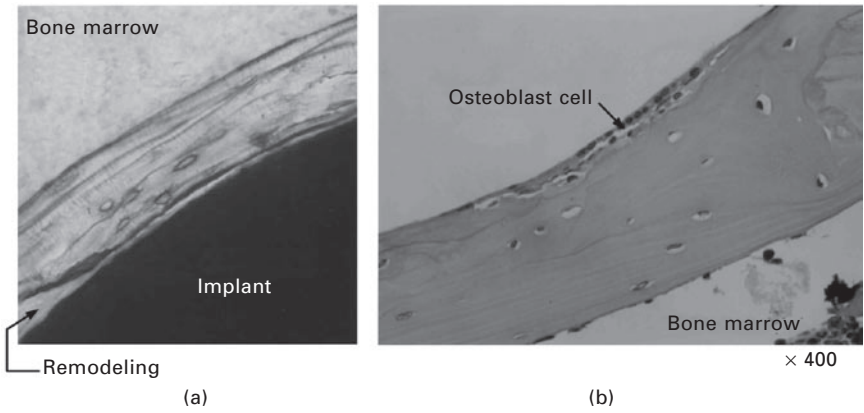 Bone marrow
Implant
Remodeling
(a)
Osteoblast cell
Bone marrow
× 400
(b)